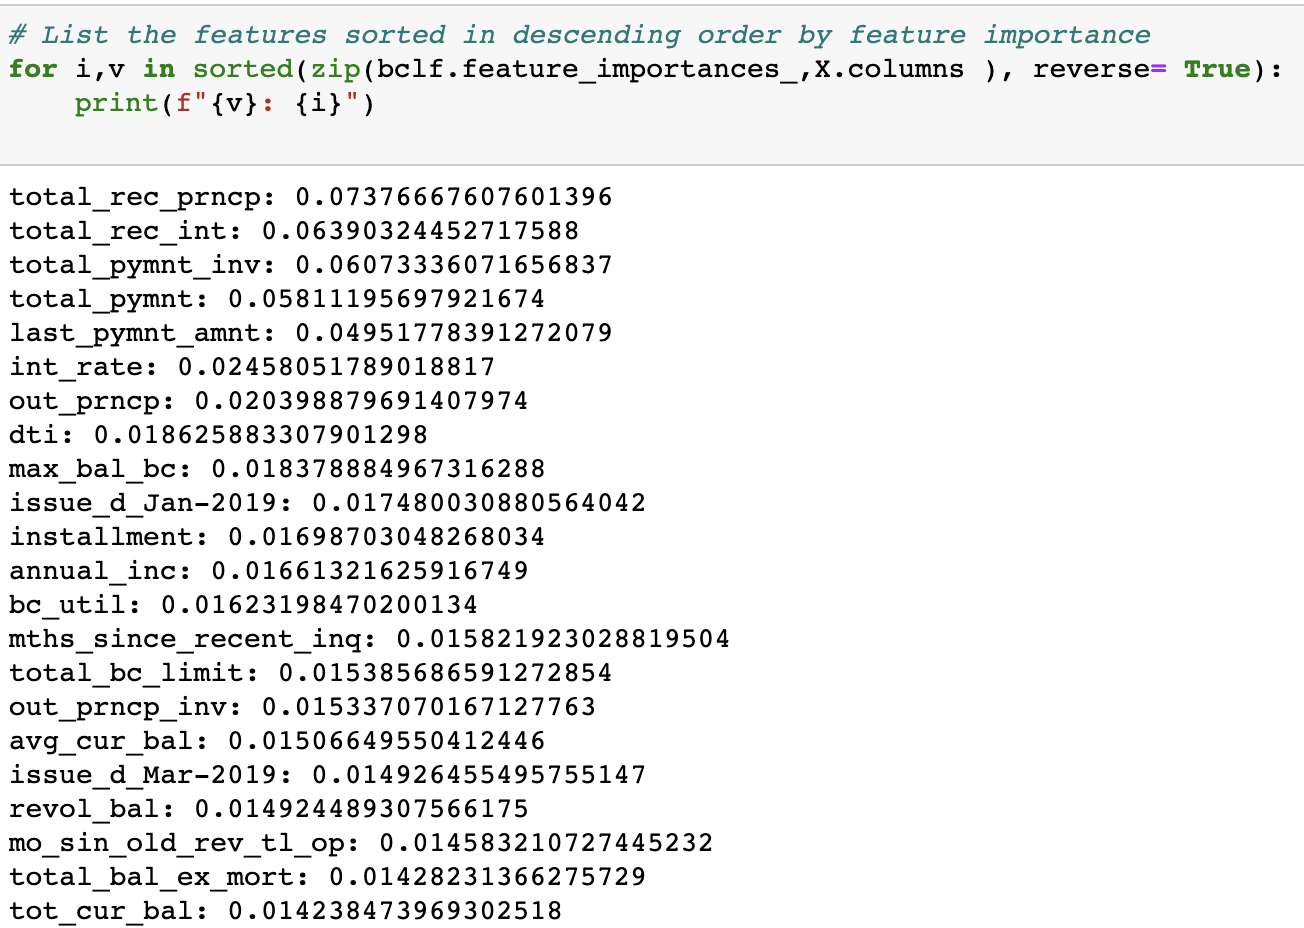 # List the features sorted in descending order by feature importance
for i,v in sorted(zip(bclf.feature_importances_,X.columns ), reverse= True):
    print(f"{v}: {i}")
total_rec_prncp: 0.07376667607601396
total_rec_int: 0.06390324452717588
total_pymnt_inv: 0.06073336071656837
total_pymnt: 0.05811195697921674
last_pymnt_amnt: 0.04951778391272079
int_rate: 0.02458051789018817
out_prncp: 0.020398879691407974
dti: 0.018625883307901298
max_bal_bc: 0.018378884967316288
issue_d_Jan-2019: 0.017480030880564042
installment: 0.01698703048268034
annual_inc: 0.01661321625916749
bc_util: 0.01623198470200134
mths_since_recent_inq: 0.015821923028819504
total_bc_limit: 0.015385686591272854
out_prncp_inv: 0.015337070167127763
avg_cur_bal: 0.01506649550412446
issue_d_Mar-2019: 0.014926455495755147
revol_bal: 0.014924489307566175
mo_sin_old_rev_tl_op: 0.014583210727445232
total_bal_ex_mort: 0.01428231366275729
tot_cur_bal: 0.014238473969302518